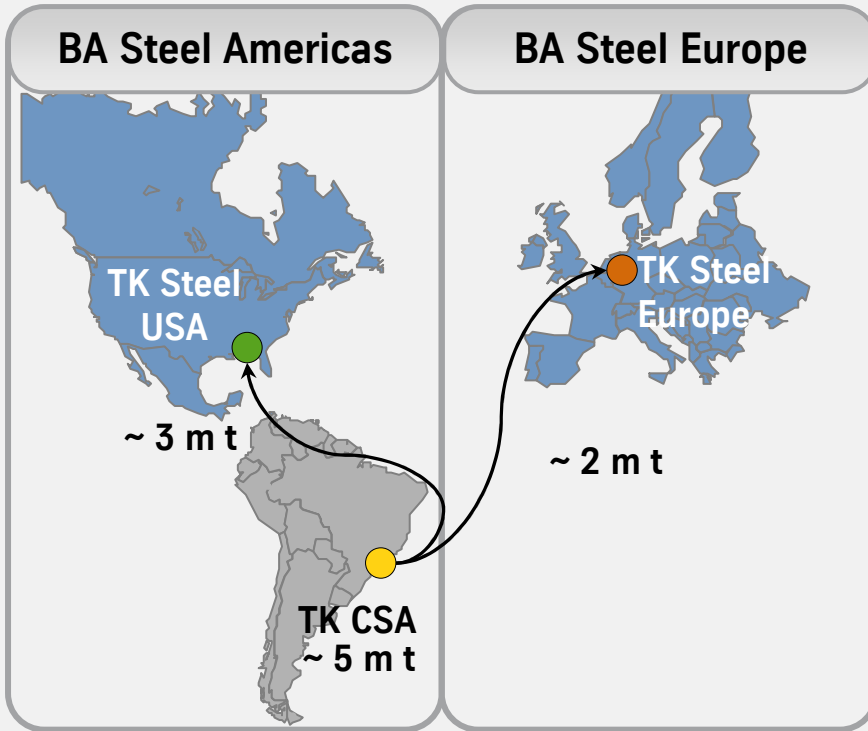 BA Steel Americas
BA Steel Europe
TK Steel
USA
TK Steel
Europe
~ 3 m t
~ 2 m t
TK CSA
~ 5 m t